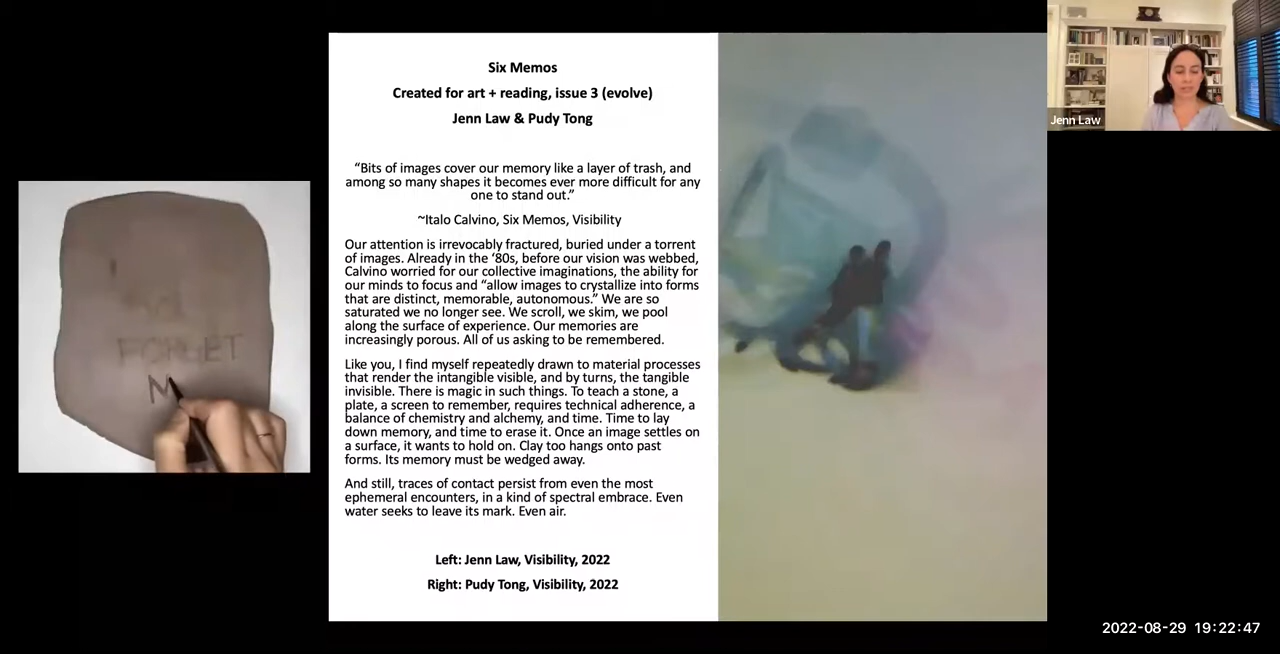 Six Memos
Created for art + reading, issue 3 (evolve)
Jenn Law & Pudy Tong
“Bits of images cover our memory like a layer of trash, and
among so many shapes it becomes ever more difficult for any
one to stand out.”
~Italo Calvino, Six Memos, Visibility
Our attention is irrevocably fractured, buried under a torrent
of images. Already in the ‘80s, before our vision was webbed,
Calvino worried for our collective imaginations, the ability for
our minds to focus and “allow images to crystallize into forms
that are distinct, memorable, autonomous.” We are so
saturated we no longer see. We scroll, we skim, we pool
along the surface of experience. Our memories are
increasingly porous. All of us asking to be remembered.
Like you, I find myself repeatedly drawn to material processes
that render the intangible visible, and by turns, the tangible
invisible. There is magic in such things. To teach a stone, a
plate, a screen to remember, requires technical adherence, a
balance of chemistry and alchemy, and time. Time to lay
down memory, and time to erase it. Once an image settles on
a surface, it wants to hold on. Clay too hangs onto past
forms. Its memory must be wedged away.
And still, traces of contact persist from even the most
ephemeral encounters, in a kind of spectral embrace. Even
water seeks to leave its mark. Even air.
Left: Jenn Law, Visibility, 2022
Right: Pudy Tong, Visibility, 2022
FORGET
M
Jenn Law
2022-08-29 19:22:47